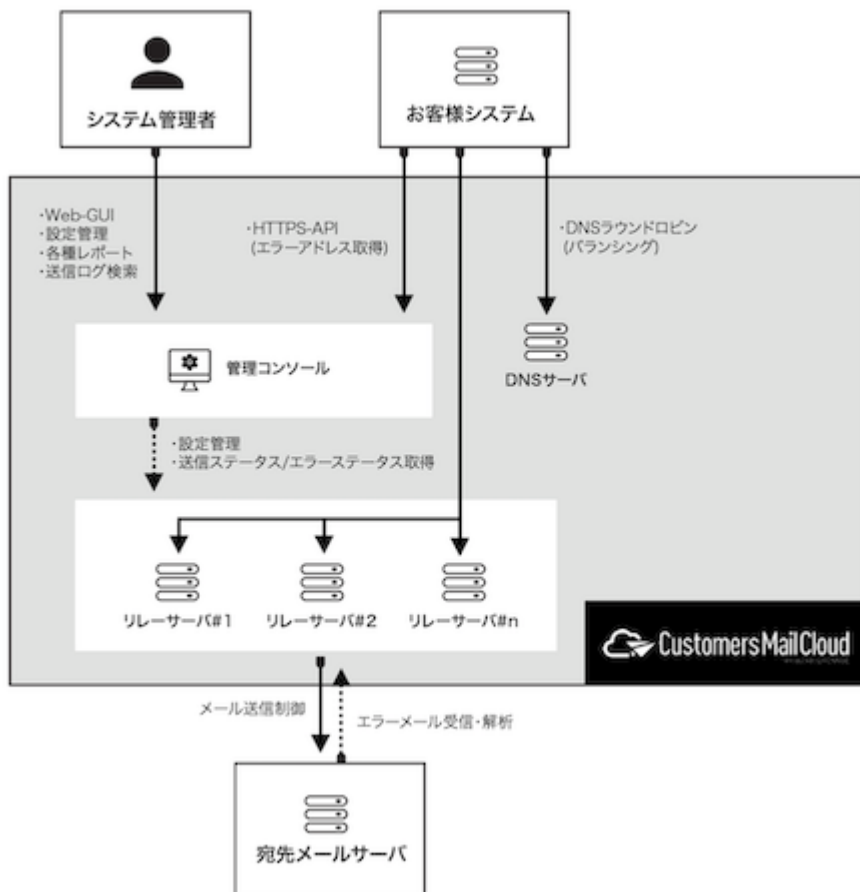 システム管理者
お客様システム
・Web-GUI
・設定管理
・各種レポート
・送信ログ検索
・HTTPS-API
(エラーアドレス取得)
・DNSラウンドロビン
(バランシング)
管理コンソール
DNSサーバ
・設定管理
・送信ステータス/エラーステータス取得
リレーサーバ#1
リレーサーバ#2
リレーサーバ#n
CustomersMailCloud
メール送信制御
エラーメール受信・解析
宛先メールサーバ